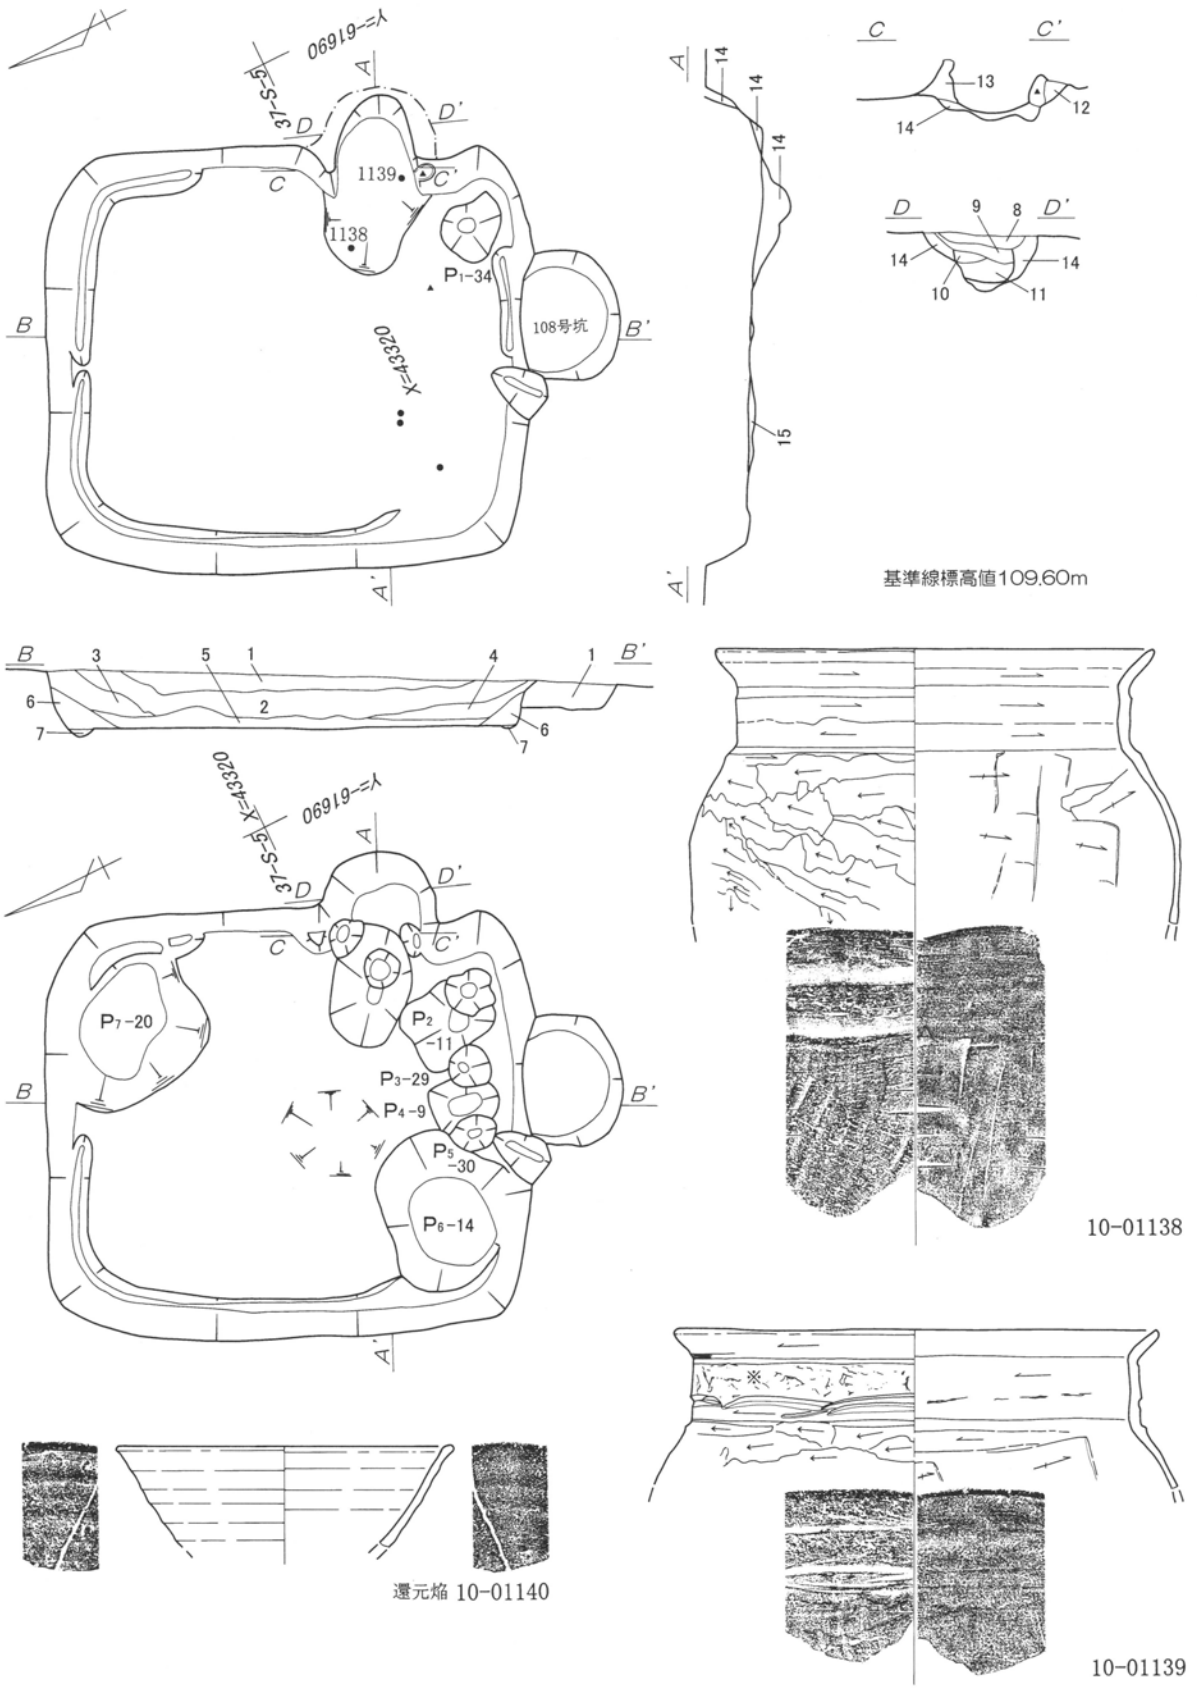 Y=-61690
37-S-5
A
D
D'
C
C'
1139
1138
P1-34
B
108号坑
B'
X=43320
A'
A
14
14
14
15
A'
C
C'
13
14
12
D
D'
9
8
14
14
10
11
基準線標高値109.60m
B
3
5
1
4
1
B'
6
2
6
7
7
37-S-5 X=43320
Y=-61690
A
D
D'
C
C'
P7-20
P2
-11
P3-29
B
P4-9
B'
P5
-30
P6-14
A'
10-01138
※
10-01139
還元焔 10-01140